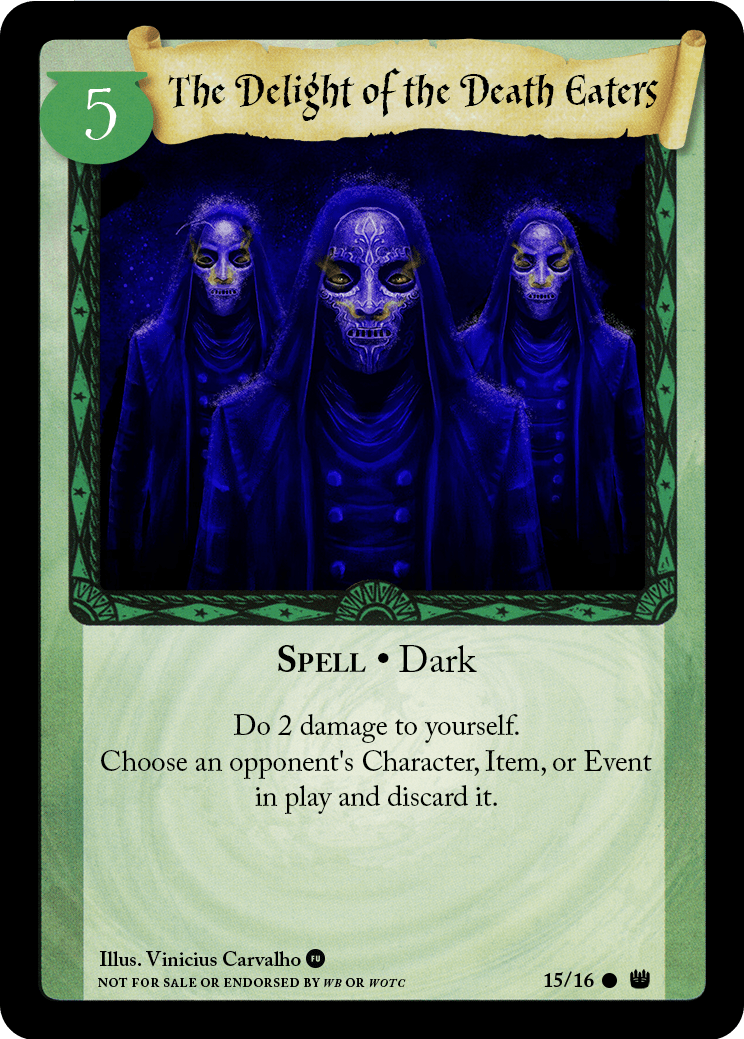 5
The Delight of the Death Eaters
SPELL • Dark
Do 2 damage to yourself.
Choose an opponent's Character, Item, or Event
in play and discard it.
Illus. Vinicius Carvalho FU
NOT FOR SALE OR ENDORSED BY WB OR WOTC
15/16